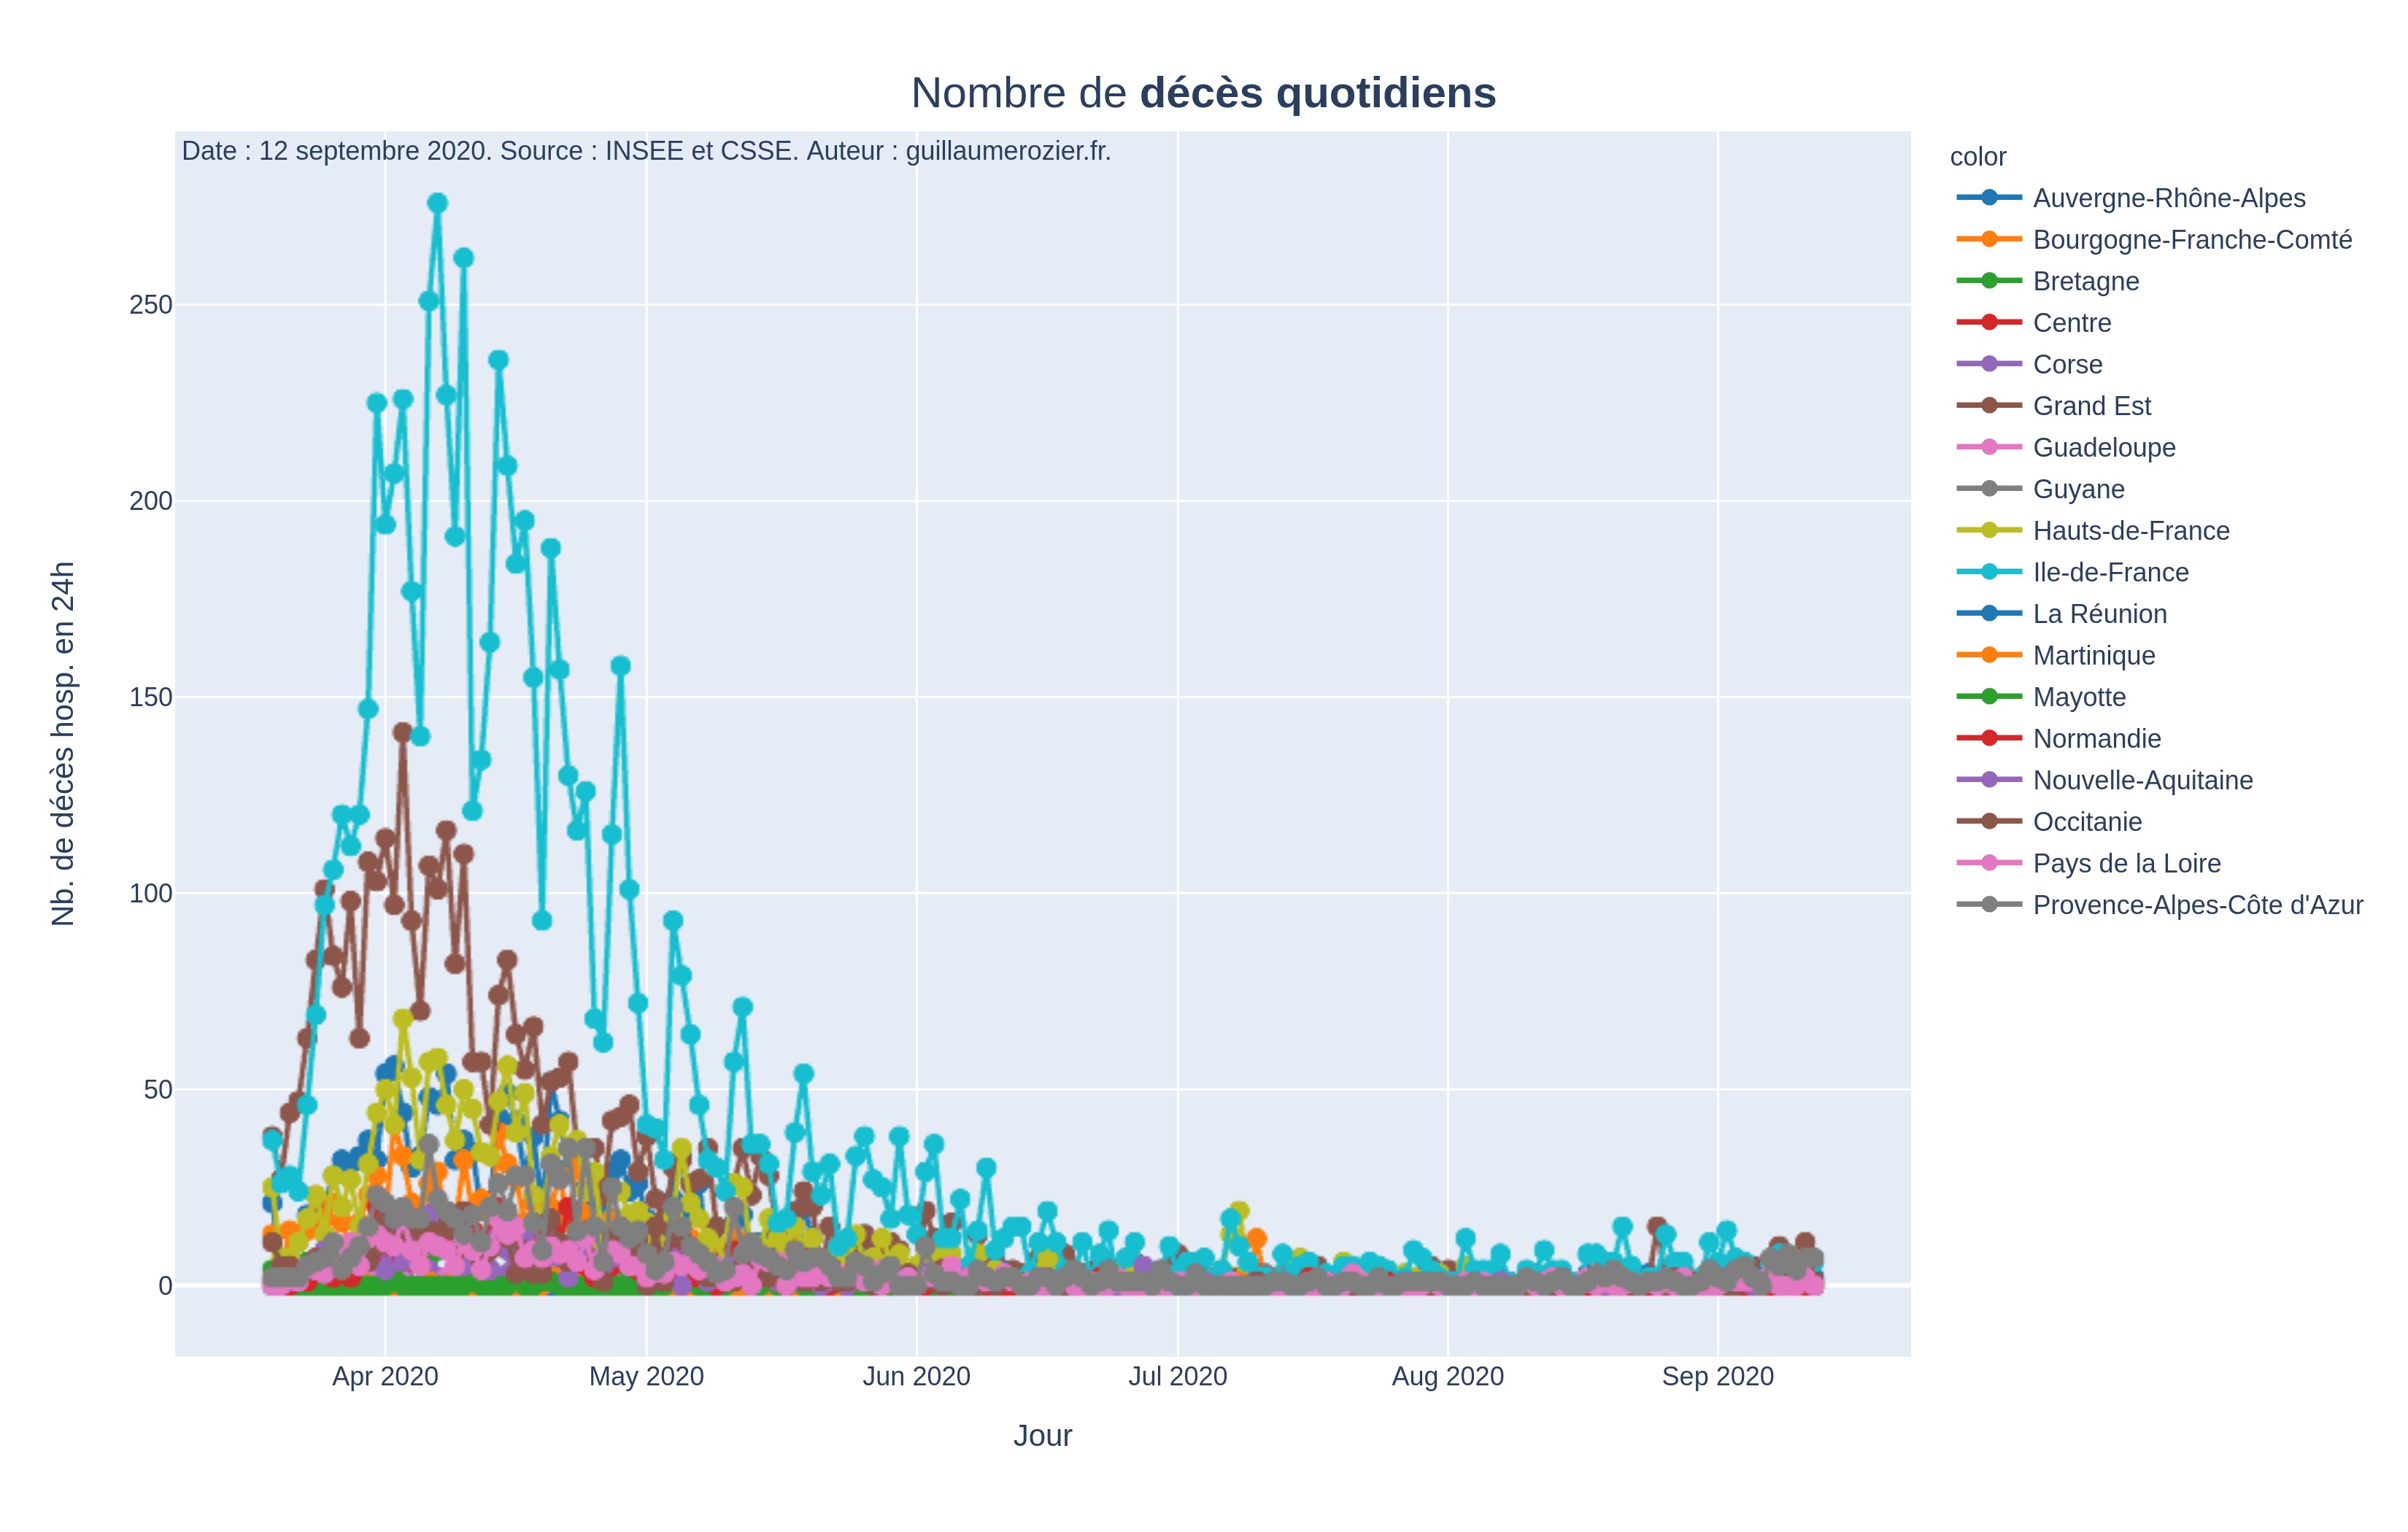 Nombre de décès quotidiens
Date : 12 septembre 2020. Source : INSEE et CSSE. Auteur : guillaumerozier.fr.
color
Auvergne-Rhône-Alpes
Bourgogne-Franche-Comté
Bretagne
Centre
Corse
Grand Est
Guadeloupe
Guyane
Hauts-de-France
Ile-de-France
La Réunion
Martinique
Mayotte
Normandie
Nouvelle-Aquitaine
Occitanie
Pays de la Loire
Provence-Alpes-Côte d'Azur
Nb. de décès hosp. en 24h
250
200
150
100
50
0
Apr 2020 May 2020 Jun 2020 Jul 2020 Aug 2020 Sep 2020
Jour